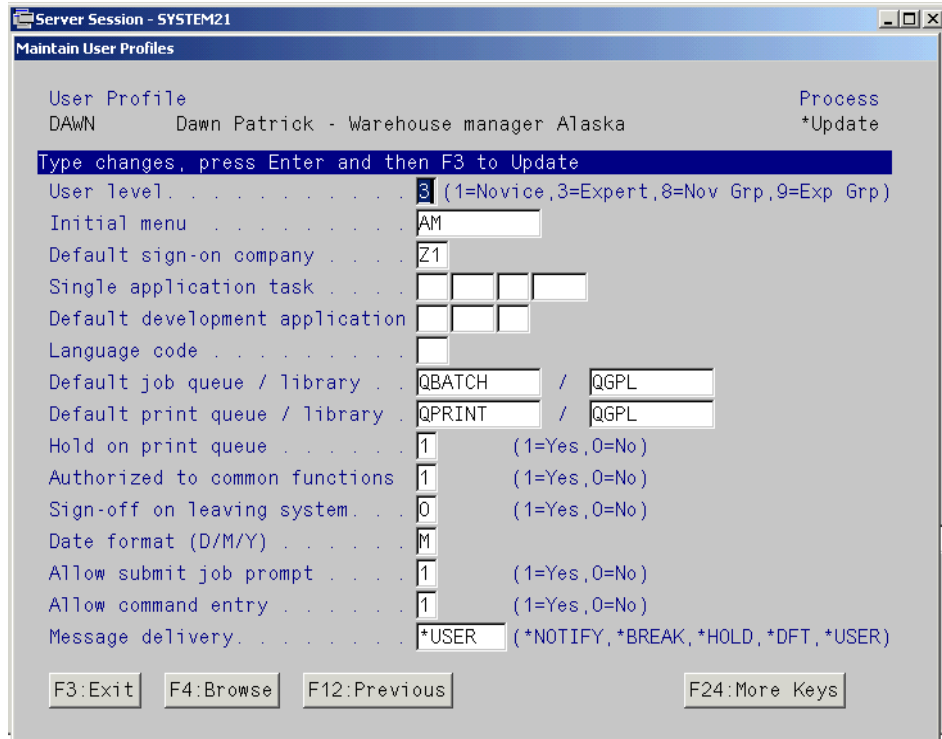 Server Session - SYSTEM21
Maintain User Profiles
User Profile Process
DAWN Dawn Patrick - Warehouse manager Alaska *Update
Type changes, press Enter and then F3 to Update
User level. . . . . . . . . . . 3 (1=Novice,3=Expert,8=Nov Grp,9=Exp Grp)
Initial menu . . . . . . . . . AM
Default sign-on company . . . . Z1
Single application task . . . .
Default development application
Language code . . . . . . . . .
Default job queue / library . . QBATCH / QGPL
Default print queue / library . QPRINT / QGPL
Hold on print queue . . . . . . 1 (1=Yes,0=No)
Authorized to common functions 1 (1=Yes,0=No)
Sign-off on leaving system. . . 0 (1=Yes,0=No)
Date format (D/M/Y) . . . . . . M
Allow submit job prompt . . . . 1 (1=Yes,0=No)
Allow command entry . . . . . . 1 (1=Yes,0=No)
Message delivery. . . . . . . . *USER (*NOTIFY,*BREAK,*HOLD,*DFT,*USER)
F3:Exit F4:Browse F12:Previous F24:More Keys